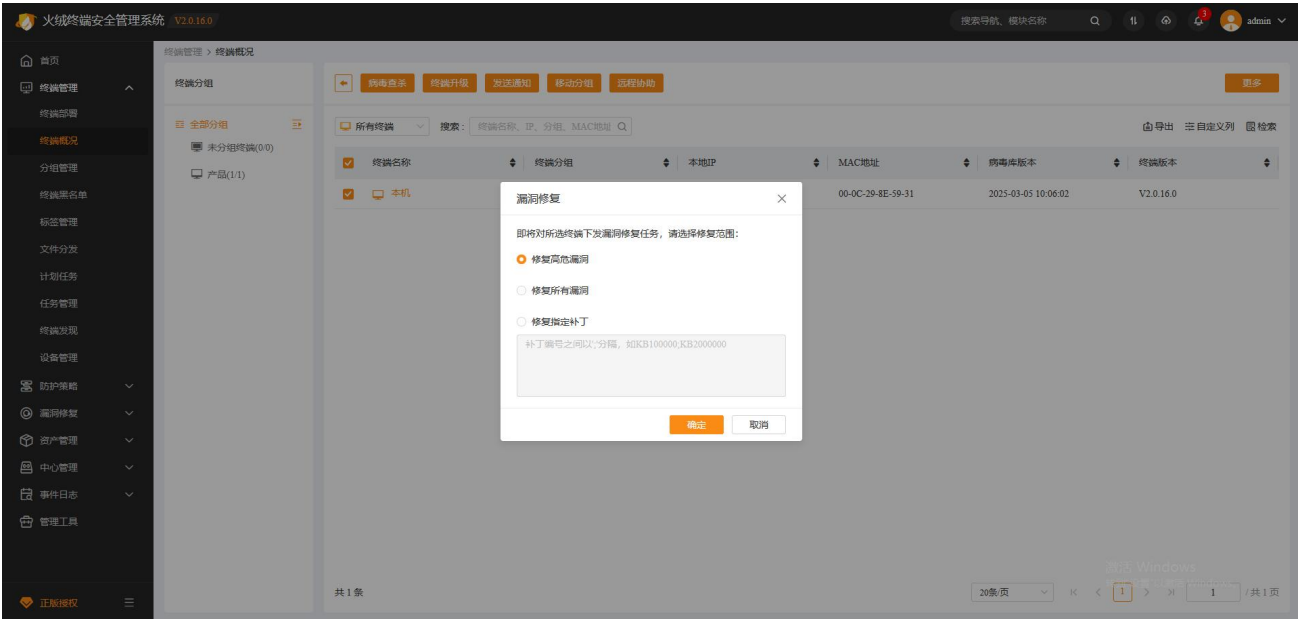 火绒终端安全管理系统 V2.0.16.0
搜索导航、模块名称
3
admin
首页
终端管理
终端部署
终端概况
分组管理
终端黑名单
标签管理
文件分发
计划任务
任务管理
终端发现
设备管理
防护策略
漏洞修复
资产管理
中心管理
事件日志
管理工具
正版授权
终端管理 > 终端概况
终端分组
全部分组
未分组终端(0/0)
产品(1/1)
病毒查杀 终端升级 发送通知 移动分组 远程协助 更多
所有终端 搜索: 终端名称、IP、分组、MAC地址 导出 自定义列 检索
终端名称 终端分组 本地IP MAC地址 病毒库版本 终端版本
本机 00-0C-29-8E-59-31 2025-03-05 10:06:02 V2.0.16.0
漏洞修复
即将对所选终端下发漏洞修复任务，请选择修复范围：
修复高危漏洞
修复所有漏洞
修复指定补丁
补丁编号之间以';'分隔，如KB100000;KB2000000
确定 取消
激活 Windows
共 1 条 20条/页 1 1 / 共 1 页